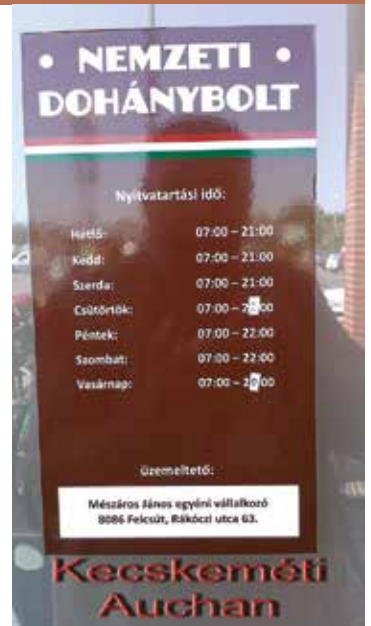 • NEMZETI •
DOHÁNYBOLT
Nyitvatartási idő:
Hétfő: 07:00 – 21:00
Kedd: 07:00 – 21:00
Szerda: 07:00 – 21:00
Csütörtök: 07:00 –
Péntek: 07:00 – 22:00
Szombat: 07:00 – 22:00
Vasárnap: 07:00 – 20:00
üzemeltető:
Mészáros János egyéni vállalkozó
8086 Felcsút, Rákóczi utca 63.
Kecskeméti
Auchan